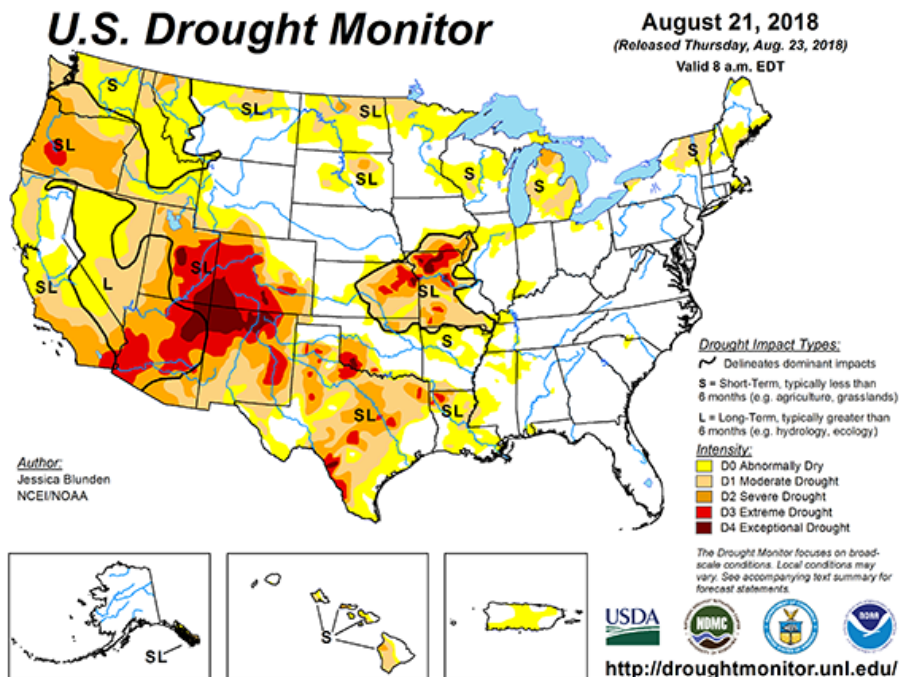 U.S. Drought Monitor
August 21, 2018
(Released Thursday, Aug. 23, 2018)
Valid 8 a.m. EDT
S
SL
SL
SL
SL
S
S
S
SL
SL
L
SL
SL
S
SL
SL
Drought Impact Types:
Delineates dominant impacts
S = Short-Term, typically less than
6 months (e.g. agriculture, grasslands)
L = Long-Term, typically greater than
6 months (e.g. hydrology, ecology)
Intensity:
D0 Abnormally Dry
D1 Moderate Drought
D2 Severe Drought
D3 Extreme Drought
D4 Exceptional Drought
Author:
Jessica Blunden
NCEI/NOAA
The Drought Monitor focuses on broad-
scale conditions. Local conditions may
vary. See accompanying text summary for
forecast statements.
SL
S
USDA
NDMC
NOAA
http://droughtmonitor.unl.edu/